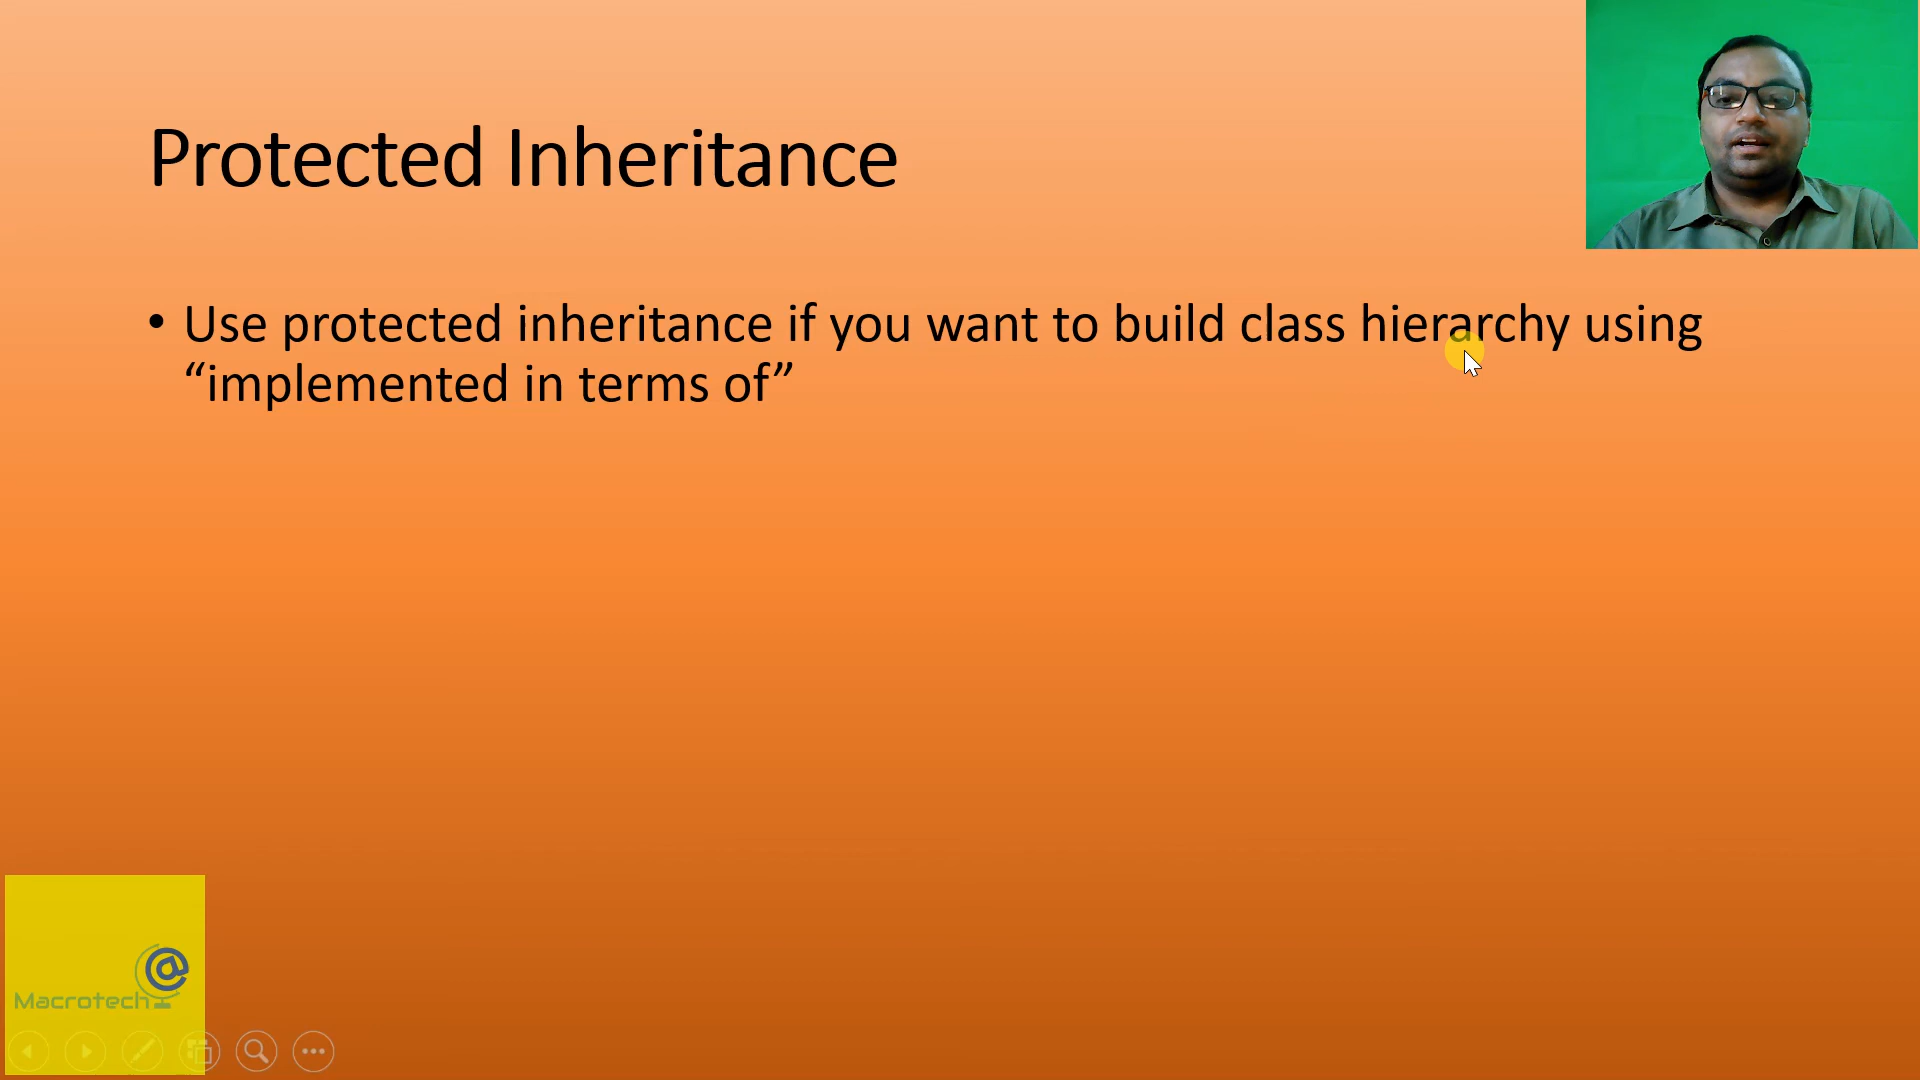 Protected Inheritance
• Use protected inheritance if you want to build class hierarchy using
“implemented in terms of”
@
Macrotech